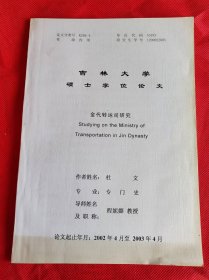 吉林大学
硕士学位论文
金代转运司研究
Studying on the Ministry of
Transportation in Jin Dynasty
作者姓名：杜 文
专 业：专 门 史
导师姓名
及职称：程妮娜 教授
论文起止年月：2002年4月至2003年4月